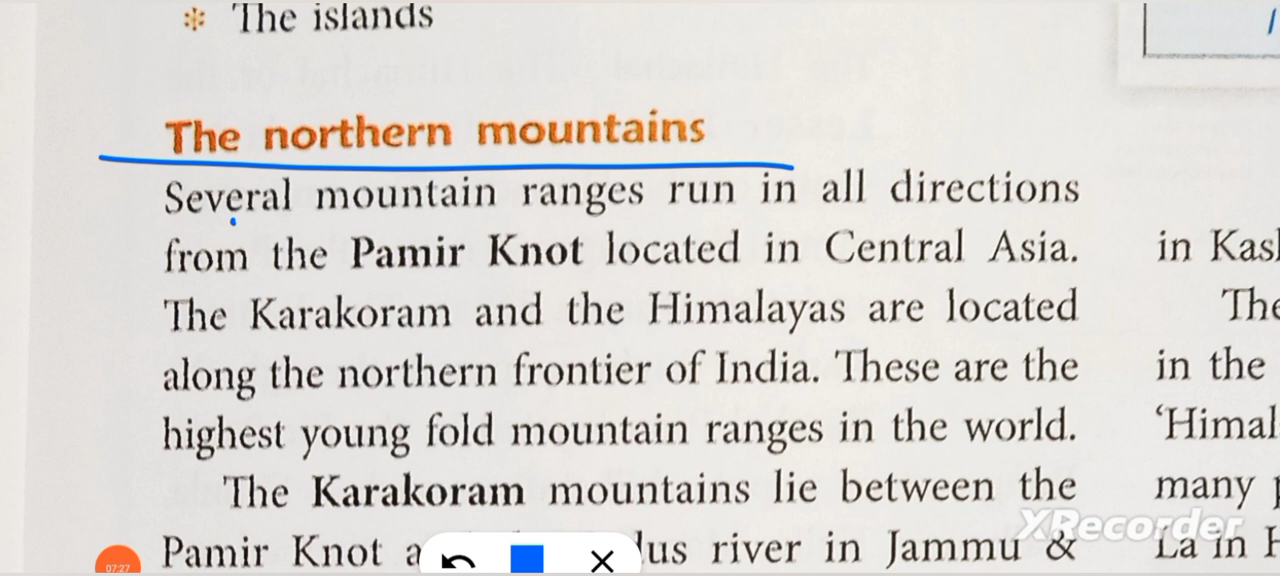 * The islands
The northern mountains
Several mountain ranges run in all directions
from the Pamir Knot located in Central Asia.
The Karakoram and the Himalayas are located
along the northern frontier of India. These are the
highest young fold mountain ranges in the world.
The Karakoram mountains lie between the
Pamir Knot river in Jammu &
in
The
in the
'Himal
many
La in
XRecorder
07:27